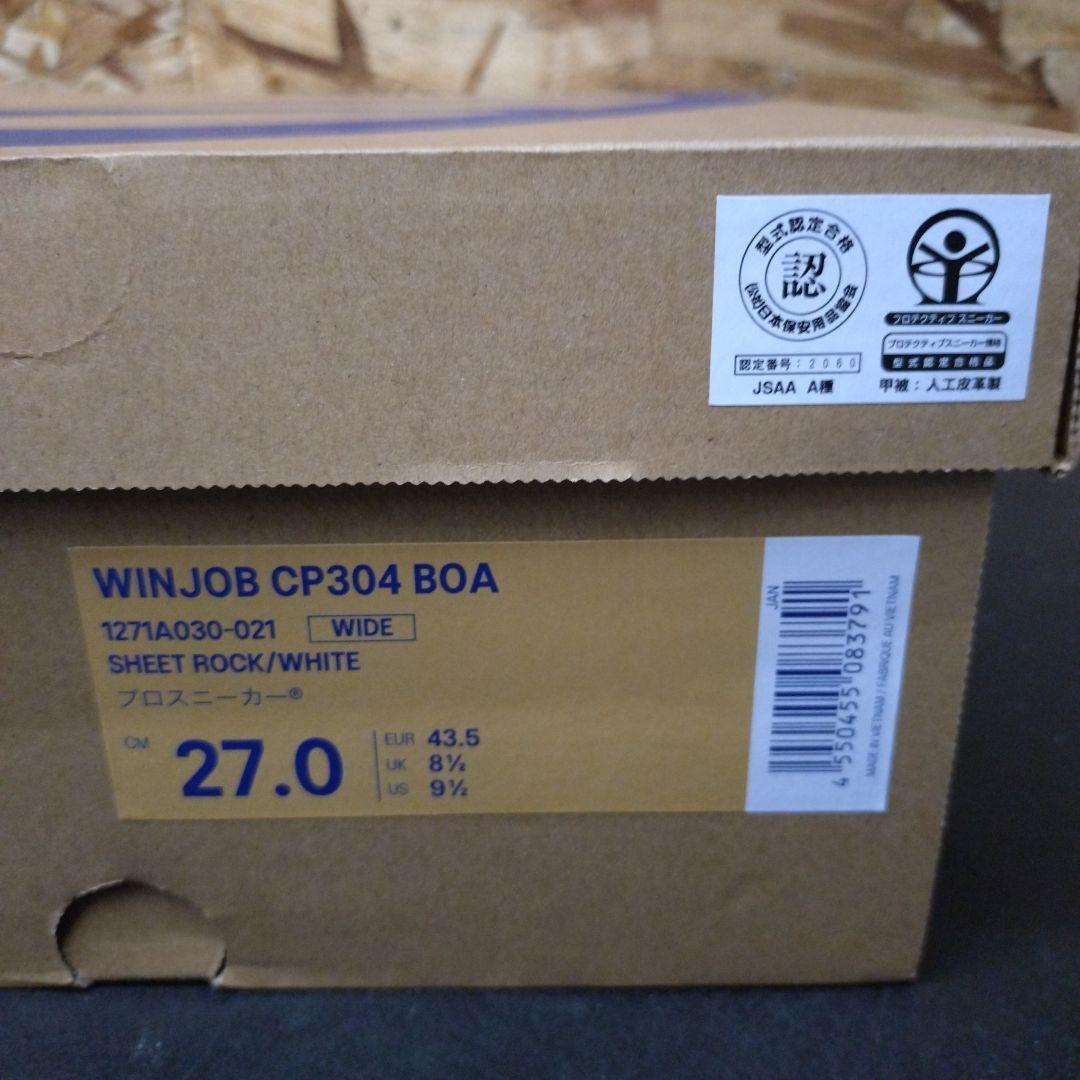 型式認定合格
認
(公社)日本保安用品協会
認定番号:2060
JSAA A種
プロテクティブ スニーカー
プロテクティブスニーカー規格
型式認定合格品
甲被:人工皮革製
WINJOB CP304 BOA
1271A030-021 WIDE
SHEET ROCK/WHITE
プロスニーカー®
CM 27.0
EUR 43.5
UK 8½
US 9½
JAN
4550455083791
MADE IN VIETNAM / FABRIQUE AU VIETNAM